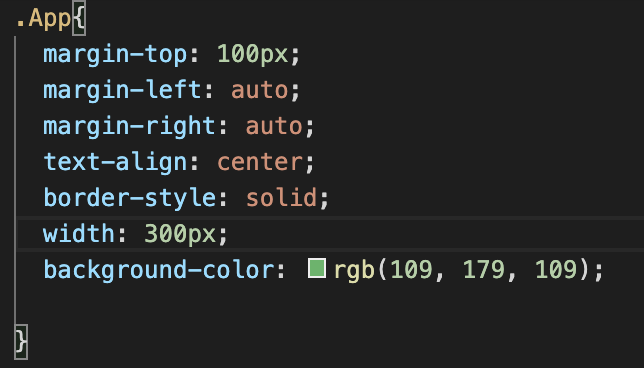 .App{
margin-top: 100px;
margin-left: auto;
margin-right: auto;
text-align: center;
border-style: solid;
width: 300px;
background-color: rgb(109, 179, 109);
}